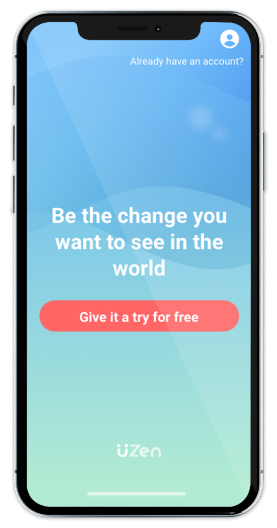 Already have an account?
Be the change you
want to see in the
world
Give it a try for free
UZen